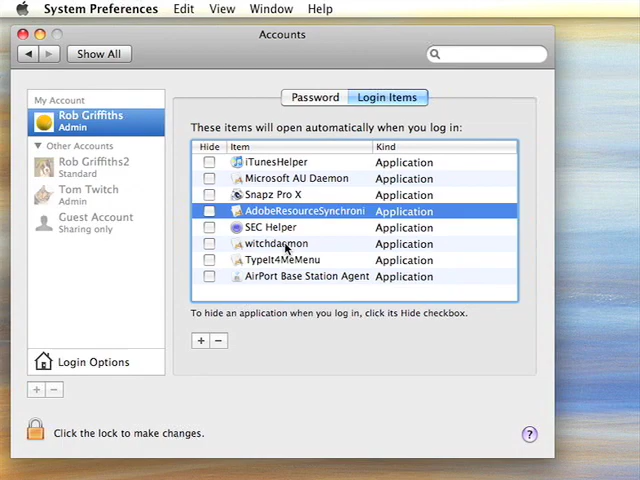 System Preferences Edit View Window Help
Accounts
Show All
My Account
Rob Griffiths
Admin
Other Accounts
Rob Griffiths2
Standard
Tom Twitch
Admin
Guest Account
Sharing only
Login Options
Password Login Items
These items will open automatically when you log in:
Hide Item Kind
iTunesHelper Application
Microsoft AU Daemon Application
Snapz Pro X Application
AdobeResourceSynchroni Application
SEC Helper Application
witchdaemon Application
TypeIt4MeMenu Application
AirPort Base Station Agent Application
To hide an application when you log in, click its Hide checkbox.
+ −
+ −
Click the lock to make changes.
?